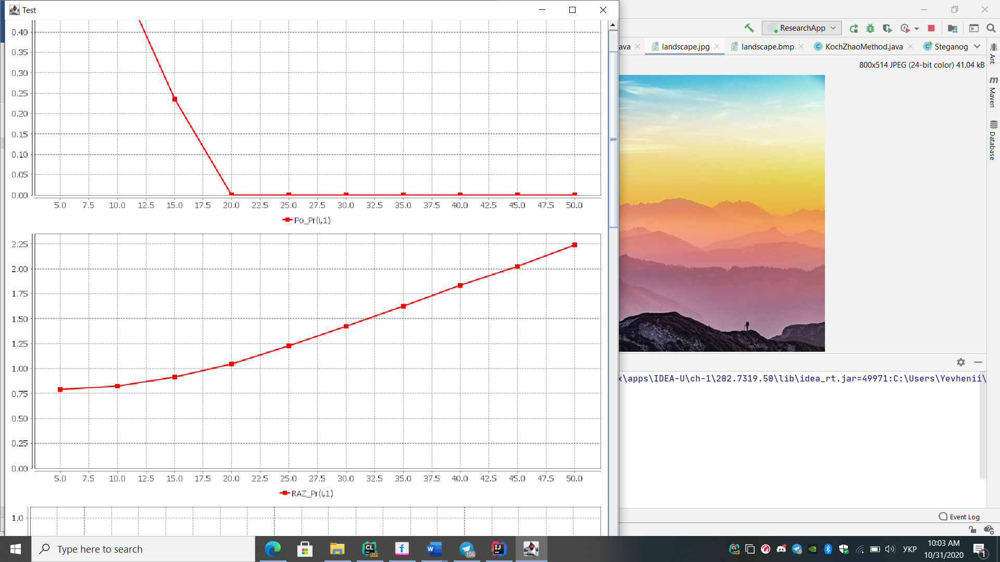 Test
0.40
0.35
0.30
0.25
0.20
0.15
0.10
0.05
0.00
5.0 7.5 10.0 12.5 15.0 17.5 20.0 22.5 25.0 27.5 30.0 32.5 35.0 37.5 40.0 42.5 45.0 47.5 50.0
Po_Pr(i,1)
2.25
2.00
1.75
1.50
1.25
1.00
0.75
0.50
0.25
0.00
5.0 7.5 10.0 12.5 15.0 17.5 20.0 22.5 25.0 27.5 30.0 32.5 35.0 37.5 40.0 42.5 45.0 47.5 50.0
RAZ_Pr(i,1)
1.0
ResearchApp
ava landscape.jpg landscape.bmp KochZhaoMethod.java Steganog
800x514 JPEG (24-bit color) 41.04 kB
Ant
Maven
Database
x\apps\IDEA-U\ch-1\202.7319.50\lib\idea_rt.jar=49971:C:\Users\Yevhenii\
Event Log
Type here to search
106
УКР
10:03 AM
10/31/2020
1